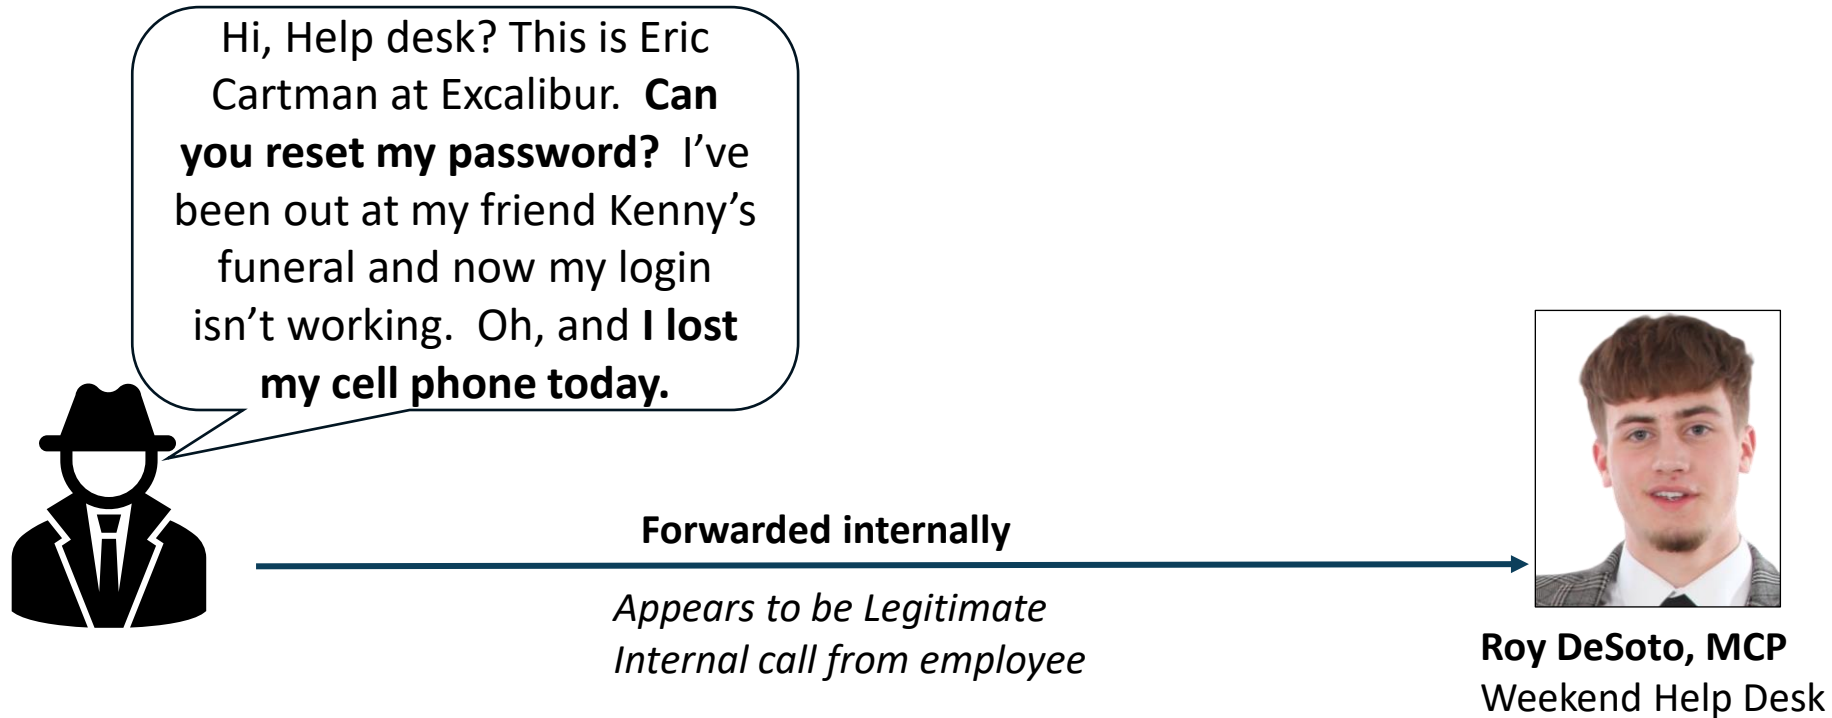 Hi, Help desk? This is Eric
Cartman at Excalibur. Can
you reset my password? I’ve
been out at my friend Kenny’s
funeral and now my login
isn’t working. Oh, and I lost
my cell phone today.
Forwarded internally
Appears to be Legitimate
Internal call from employee
Roy DeSoto, MCP
Weekend Help Desk